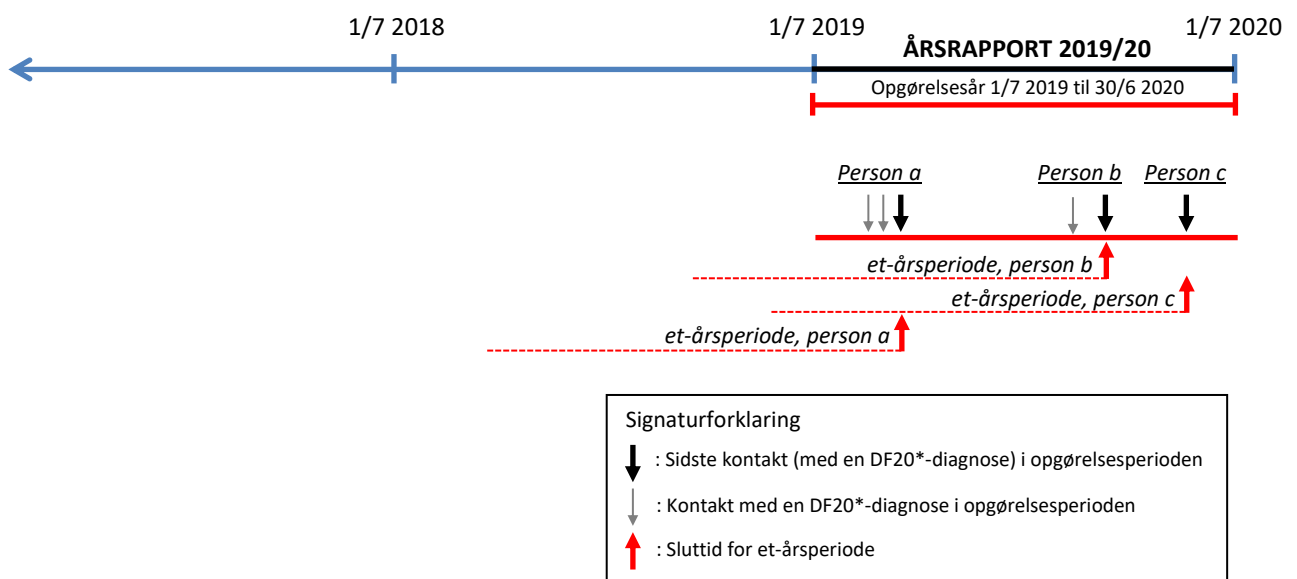 1/7 2018
1/7 2019
1/7 2020
ÅRSRAPPORT 2019/20
Opgørelsesår 1/7 2019 til 30/6 2020
Person a
Person b
Person c
et-årsperiode, person b
et-årsperiode, person c
et-årsperiode, person a
Signaturforklaring
: Sidste kontakt (med en DF20*-diagnose) i opgørelsesperioden
: Kontakt med en DF20*-diagnose i opgørelsesperioden
: Sluttid for et-årsperiode